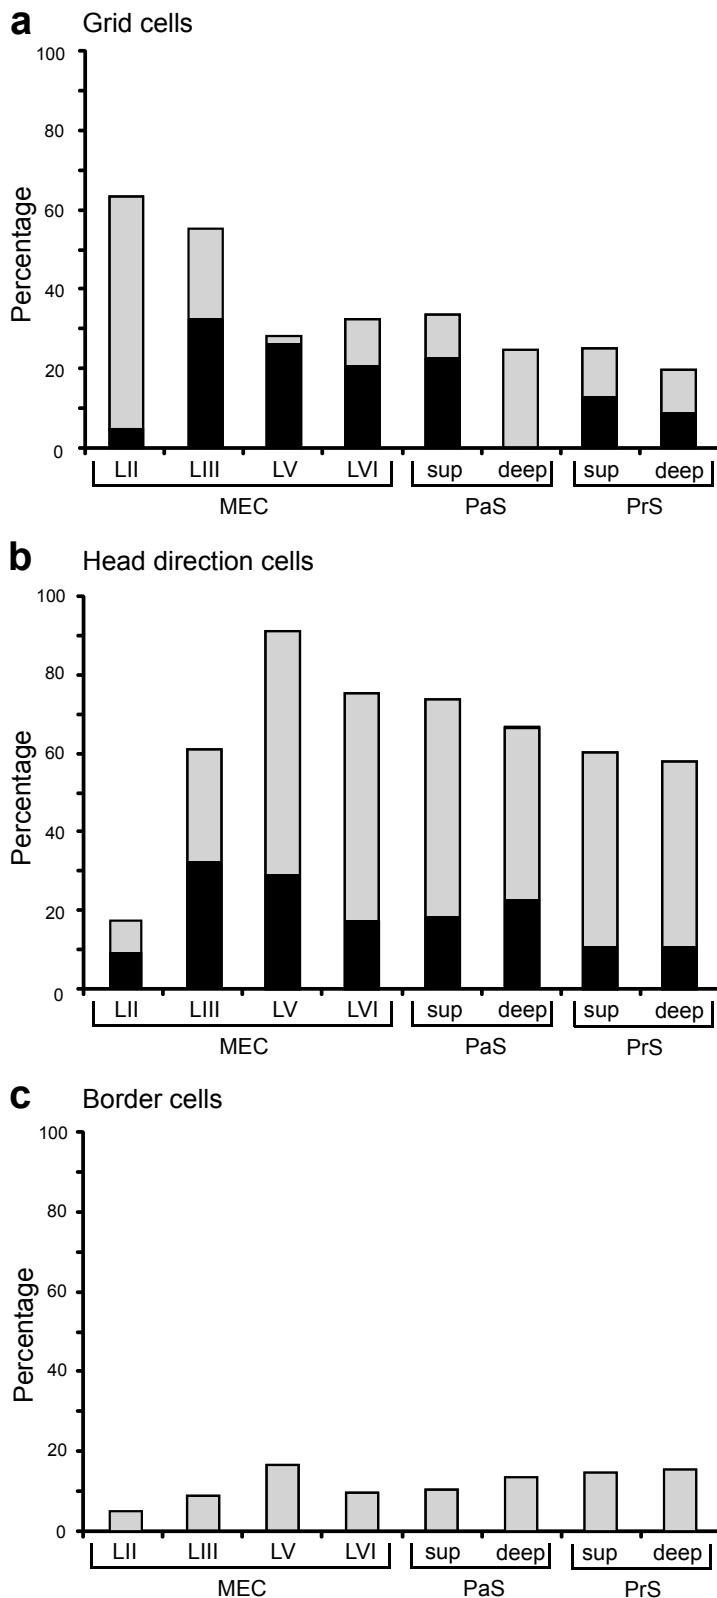 a Grid cells
100
80
60
40
20
0
Percentage
LII LIII LV LVI sup deep sup deep
MEC PaS PrS
b Head direction cells
100
80
60
40
20
0
Percentage
LII LIII LV LVI sup deep sup deep
MEC PaS PrS
c Border cells
100
80
60
40
20
0
Percentage
LII LIII LV LVI sup deep sup deep
MEC PaS PrS